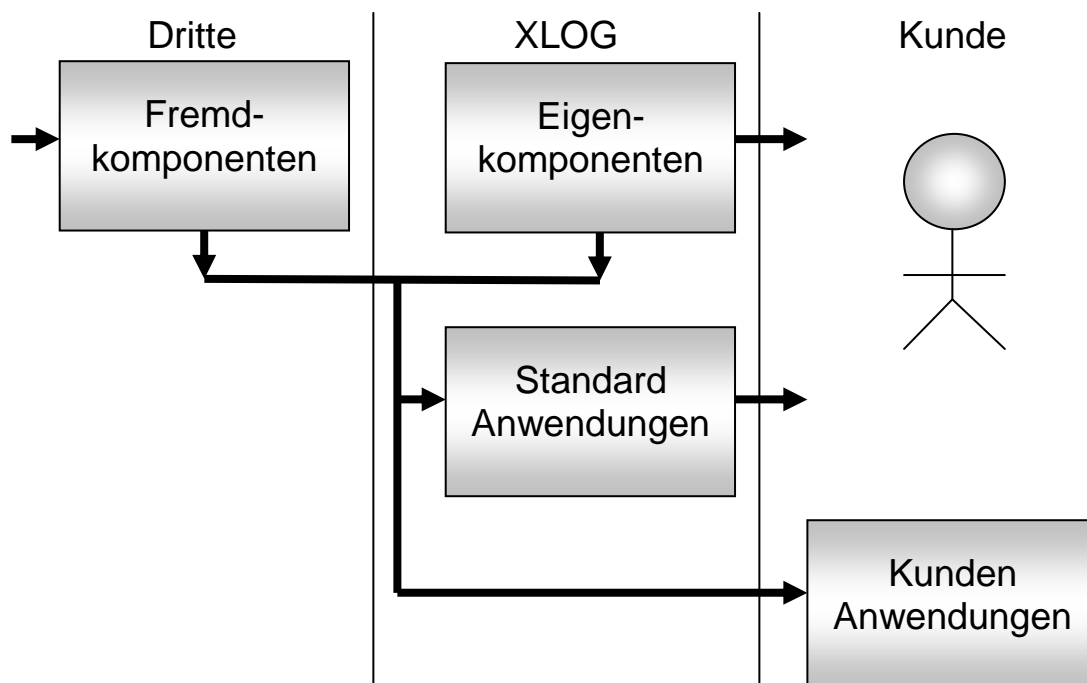 Dritte
XLOG
Kunde
Fremd-
komponenten
Eigen-
komponenten
Standard
Anwendungen
Kunden
Anwendungen